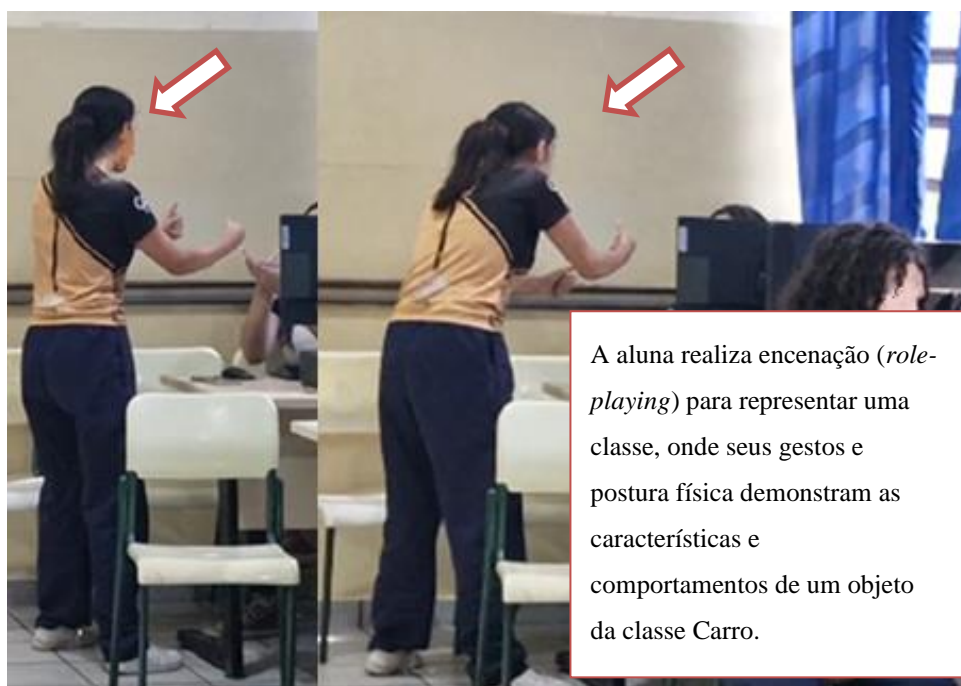 A aluna realiza encenação (role-
playing) para representar uma
classe, onde seus gestos e
postura física demonstram as
características e
comportamentos de um objeto
da classe Carro.